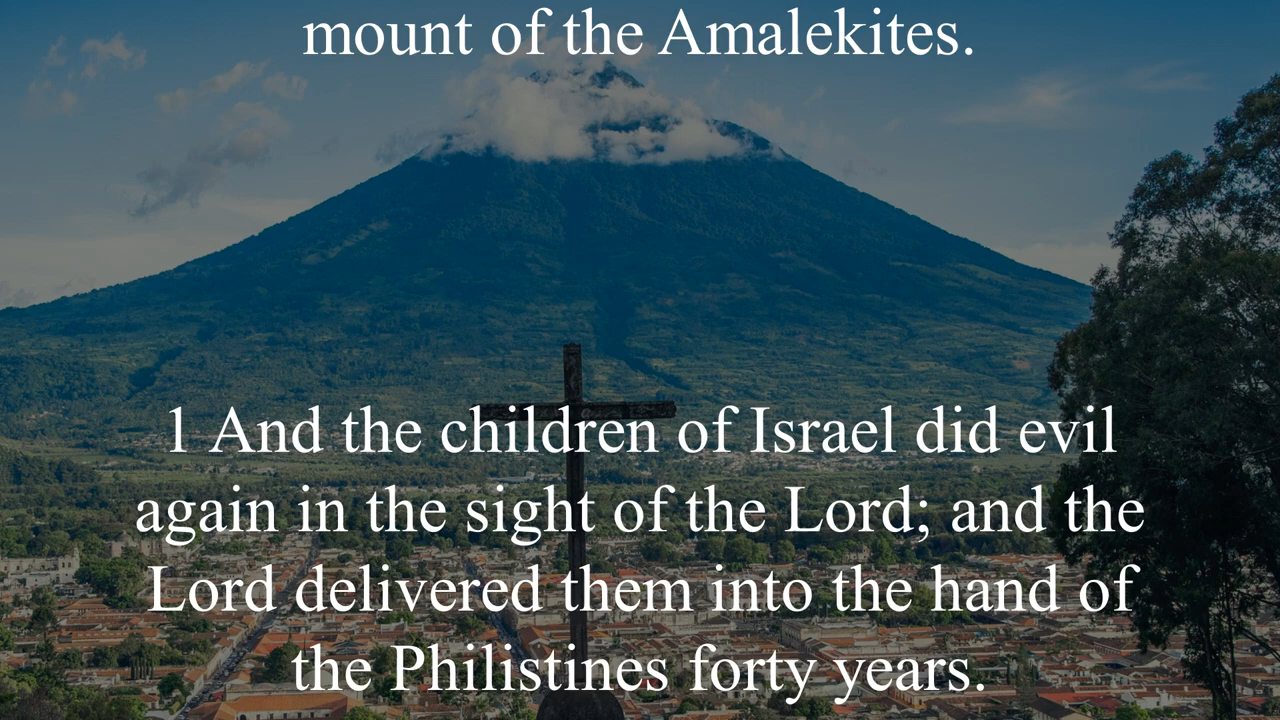 mount of the Amalekites.
1 And the children of Israel did evil
again in the sight of the Lord; and the
Lord delivered them into the hand of
the Philistines forty years.